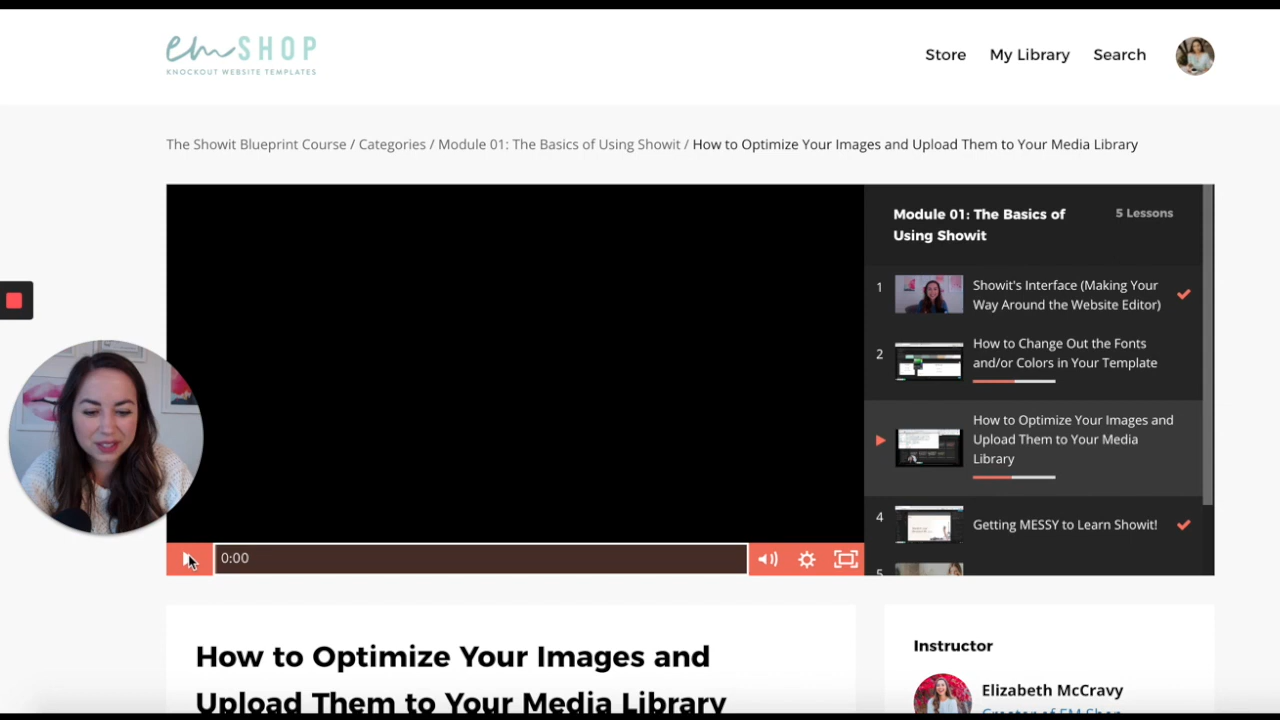 em SHOP
KNOCKOUT WEBSITE TEMPLATES
Store My Library Search
The Showit Blueprint Course / Categories / Module 01: The Basics of Using Showit / How to Optimize Your Images and Upload Them to Your Media Library
Module 01: The Basics of
Using Showit
5 Lessons
1
Showit's Interface (Making Your
Way Around the Website Editor)
2
How to Change Out the Fonts
and/or Colors in Your Template
How to Optimize Your Images and
Upload Them to Your Media
Library
4
Getting MESSY to Learn Showit!
5
0:00
How to Optimize Your Images and
Upload Them to Your Media Library
Instructor
Elizabeth McCravy
Creator of EM Shop